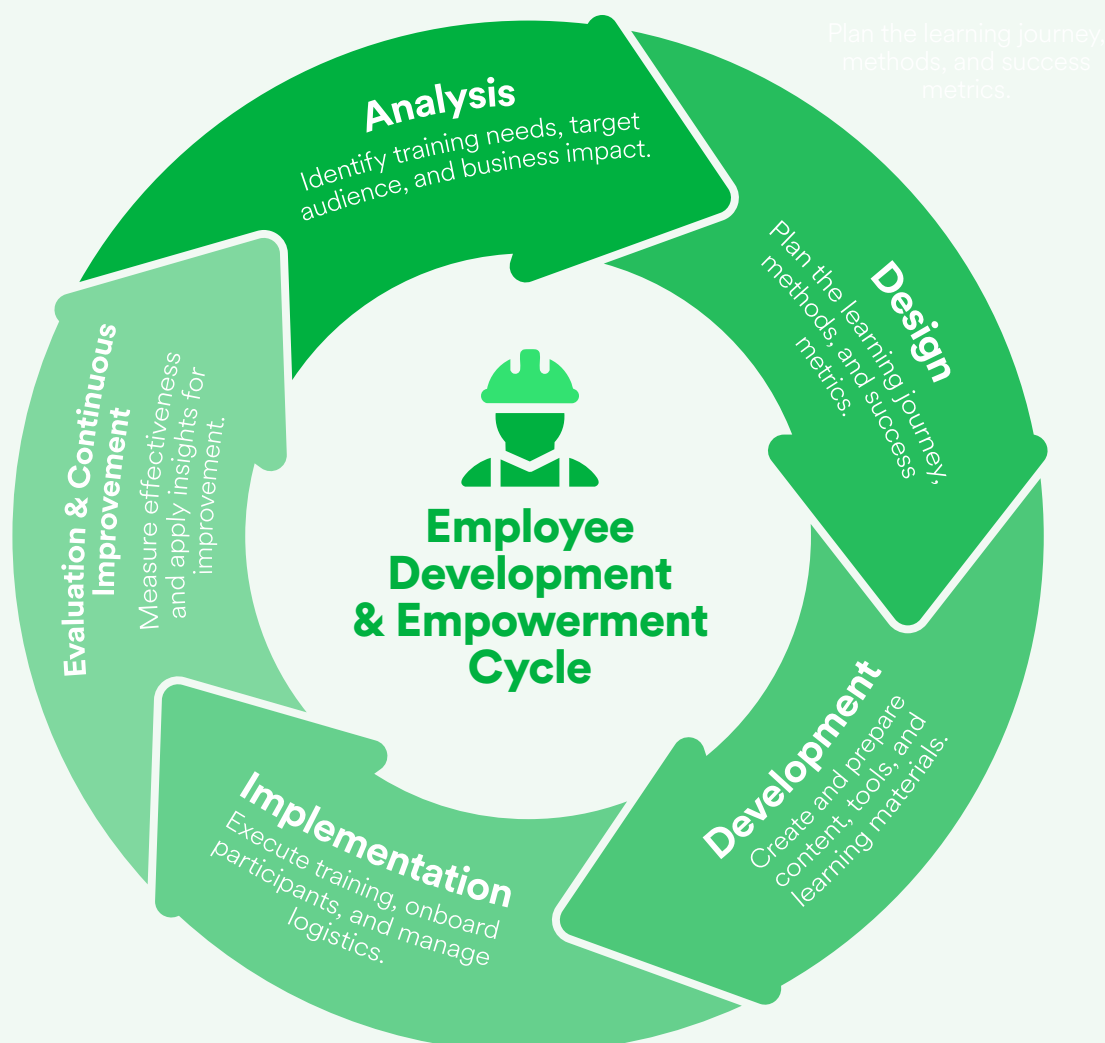 Plan the learning journey,
methods, and success
metrics.
Analysis
Identify training needs, target
audience, and business impact.
Design
Plan the learning journey,
methods, and success
metrics.
Development
Create and prepare
content, tools, and
learning materials.
Implementation
Execute training, onboard
participants, and manage
logistics.
Evaluation & Continuous
Improvement
Measure effectiveness
and apply insights for
improvement.
Employee
Development
& Empowerment
Cycle